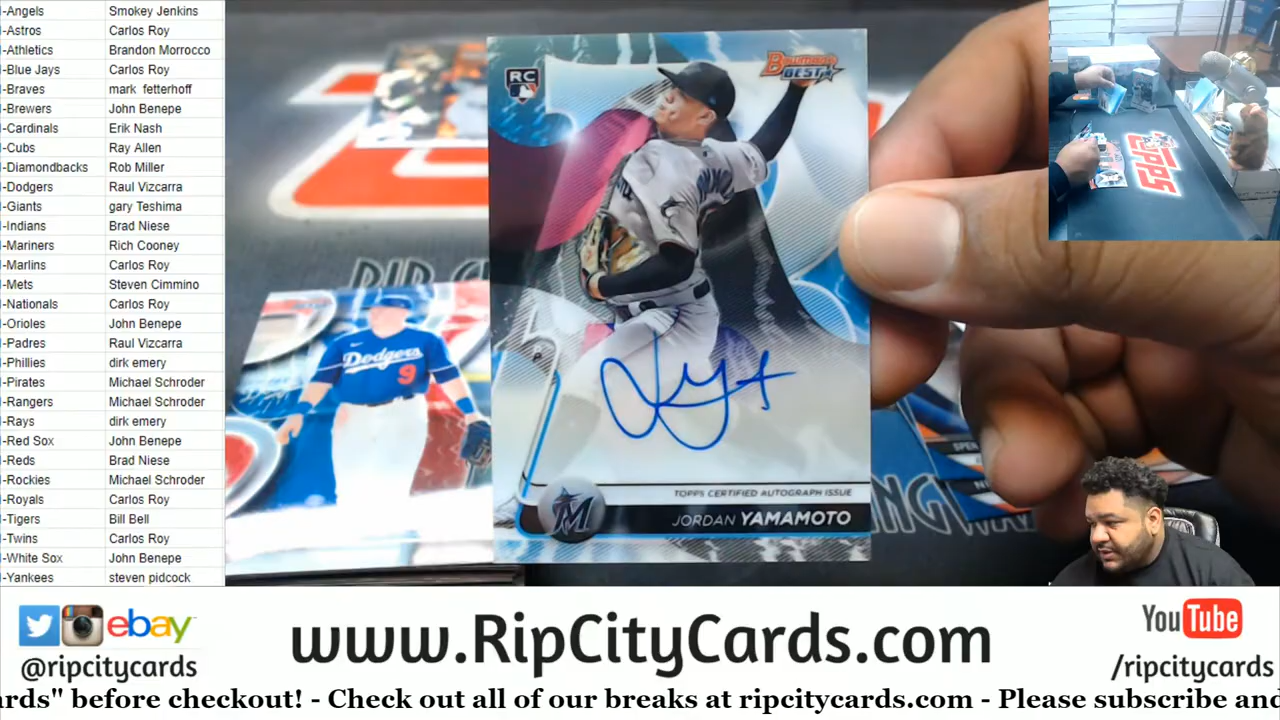 -Angels Smokey Jenkins
-Astros Carlos Roy
-Athletics Brandon Morrocco
-Blue Jays Carlos Roy
-Braves mark fetterhoff
-Brewers John Benepe
-Cardinals Erik Nash
-Cubs Ray Allen
-Diamondbacks Rob Miller
-Dodgers Raul Vizcarra
-Giants gary Teshima
-Indians Brad Niese
-Mariners Rich Cooney
-Marlins Carlos Roy
-Mets Steven Cimmino
-Nationals Carlos Roy
-Orioles John Benepe
-Padres Raul Vizcarra
-Phillies dirk emery
-Pirates Michael Schroder
-Rangers Michael Schroder
-Rays dirk emery
-Red Sox John Benepe
-Reds Brad Niese
-Rockies Michael Schroder
-Royals Carlos Roy
-Tigers Bill Bell
-Twins Carlos Roy
-White Sox John Benepe
-Yankees steven pidcock
RC
Bowman's
BEST
RIP
Dodgers
9
TOPPS CERTIFIED AUTOGRAPH ISSUE
M
JORDAN YAMAMOTO
TOPPS
ebay
@ripcitycards
www.RipCityCards.com
YouTube
/ripcitycards
ards" before checkout! - Check out all of our breaks at ripcitycards.com - Please subscribe and